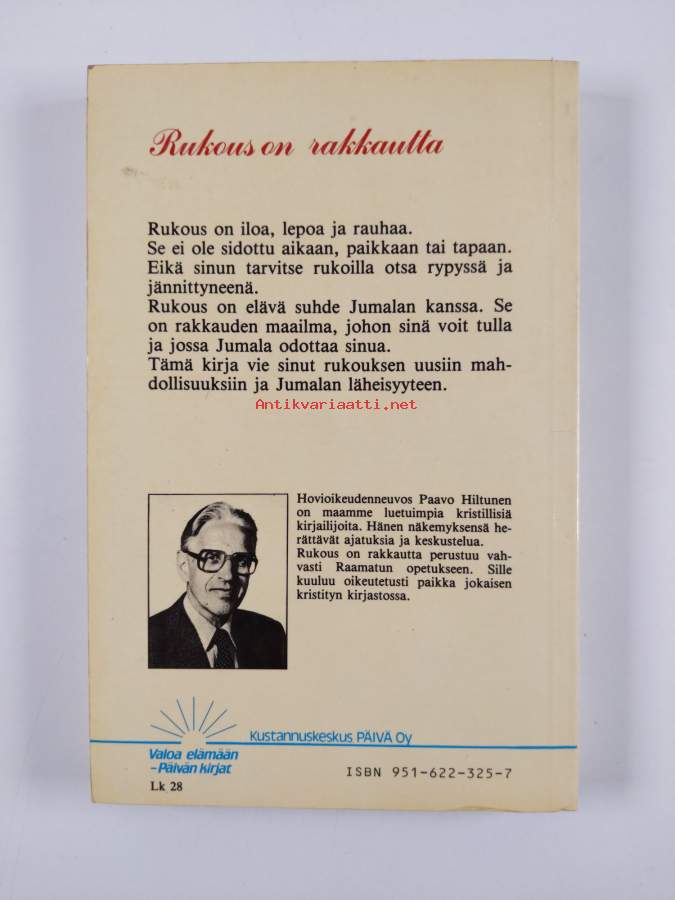 Rukous on rakkautta
Rukous on iloa, lepoa ja rauhaa.
Se ei ole sidottu aikaan, paikkaan tai tapaan.
Eikä sinun tarvitse rukoilla otsa rypyssä ja
jännittyneenä.
Rukous on elävä suhde Jumalan kanssa. Se
on rakkauden maailma, johon sinä voit tulla
ja jossa Jumala odottaa sinua.
Tämä kirja vie sinut rukouksen uusiin mah-
dollisuuksiin ja Jumalan läheisyyteen.
Antikvariaatti.net
Hovioikeudenneuvos Paavo Hiltunen
on maamme luetuimpia kristillisiä
kirjailijoita. Hänen näkemyksensä he-
rättävät ajatuksia ja keskustelua.
Rukous on rakkautta perustuu vah-
vasti Raamatun opetukseen. Sille
kuuluu oikeutetusti paikka jokaisen
kristityn kirjastossa.
Kustannuskeskus PÄIVÄ Oy
Valoa elämään
-Päivän kirjat
ISBN 951-622-325-7
Lk 28